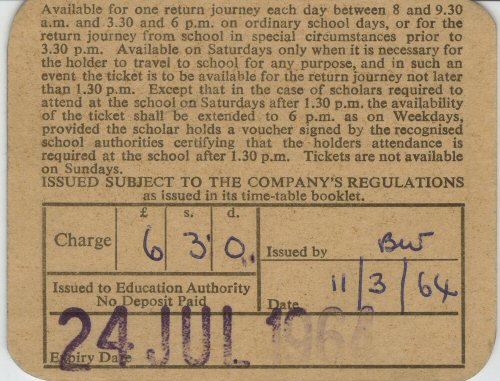 Available for one return journey each day between 8 and 9.30
a.m. and 3.30 and 6 p.m. on ordinary school days, or for the
return journey from school in special circumstances prior to
3.30 p.m. Available on Saturdays only when it is necessary for
the holder to travel to school for any purpose, and in such an
event the ticket is to be available for the return journey not later
than 1.30 p.m. Except that in the case of scholars required to
attend at the school on Saturdays after 1.30 p.m. the availability
of the ticket shall be extended to 6 p.m. as on Weekdays,
provided the scholar holds a voucher signed by the recognised
school authorities certifying that the holders attendance is
required at the school after 1.30 p.m. Tickets are not available
on Sundays.
ISSUED SUBJECT TO THE COMPANY'S REGULATIONS
as issued in its time-table booklet.
£ s. d.
Charge 6 3 0
Issued by BW
11/3/64
Date
Issued to Education Authority
No Deposit Paid
24 JUL 1964
Expiry Date